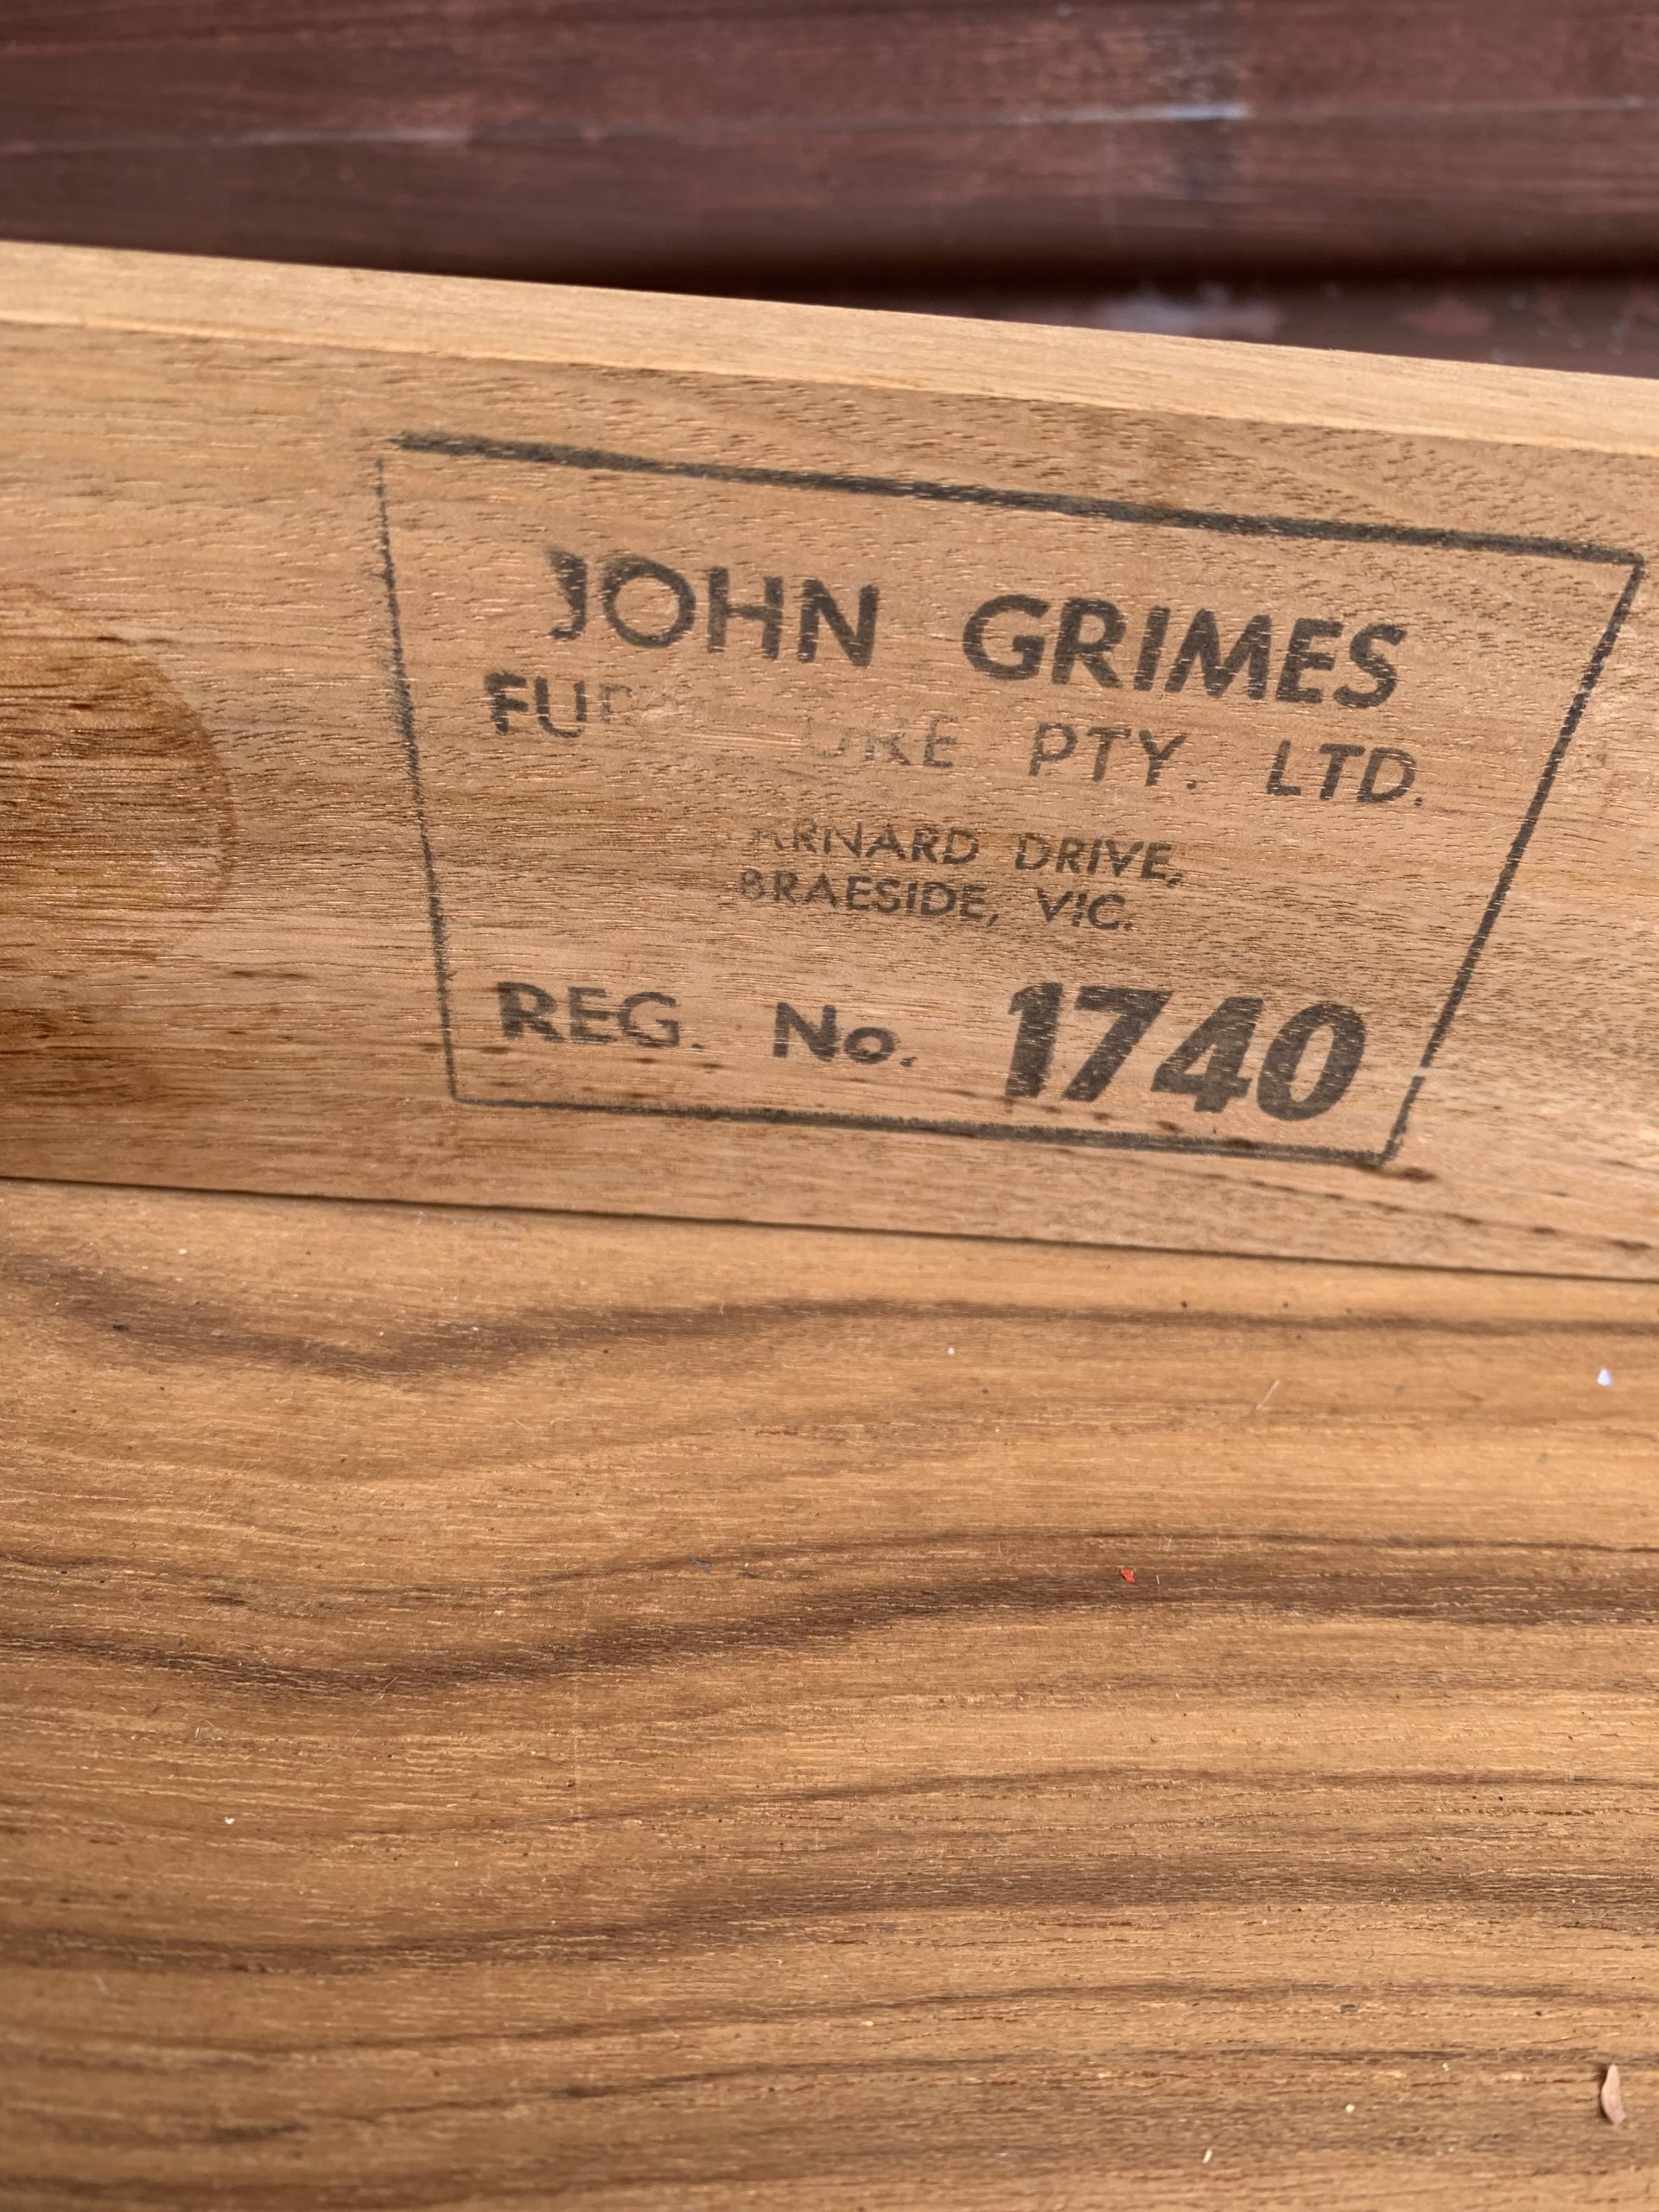 JOHN GRIMES
PTY. LTD.
DRIVE,
BRAESIDE, VIC.
REG. No. 1740